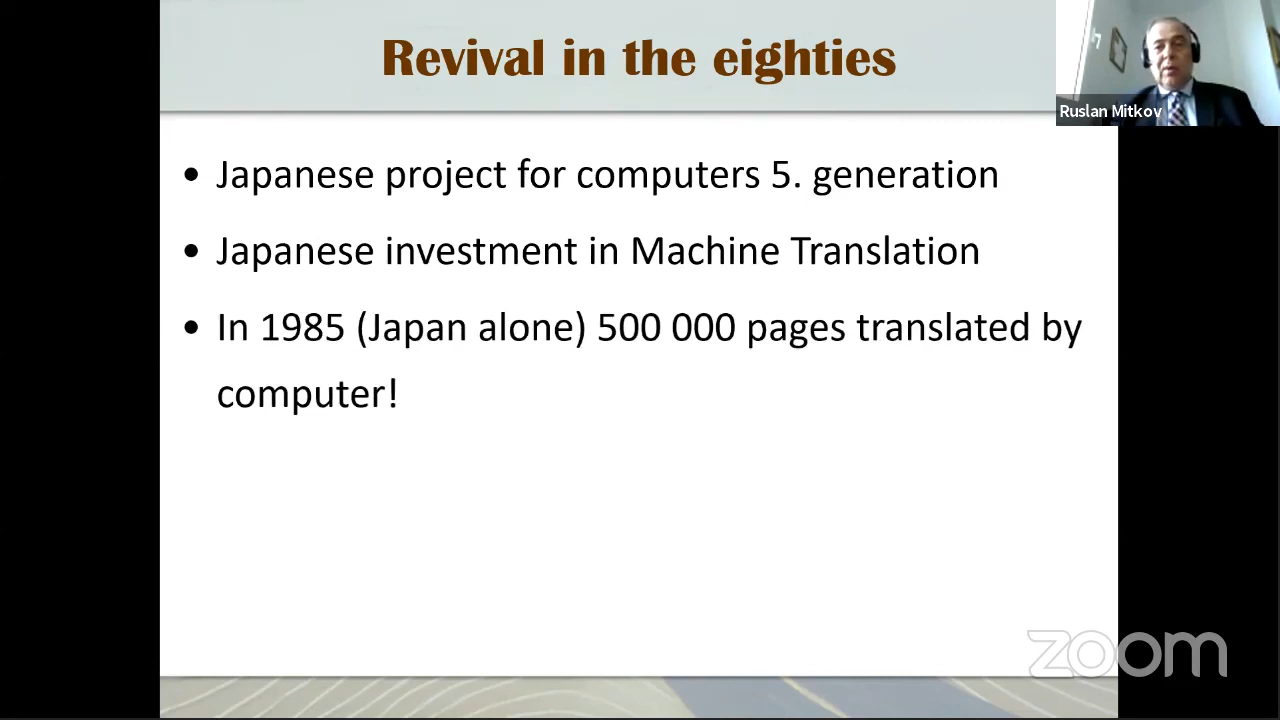 Revival in the eighties
Ruslan Mitkov
• Japanese project for computers 5. generation
• Japanese investment in Machine Translation
• In 1985 (Japan alone) 500 000 pages translated by
computer!
zoom